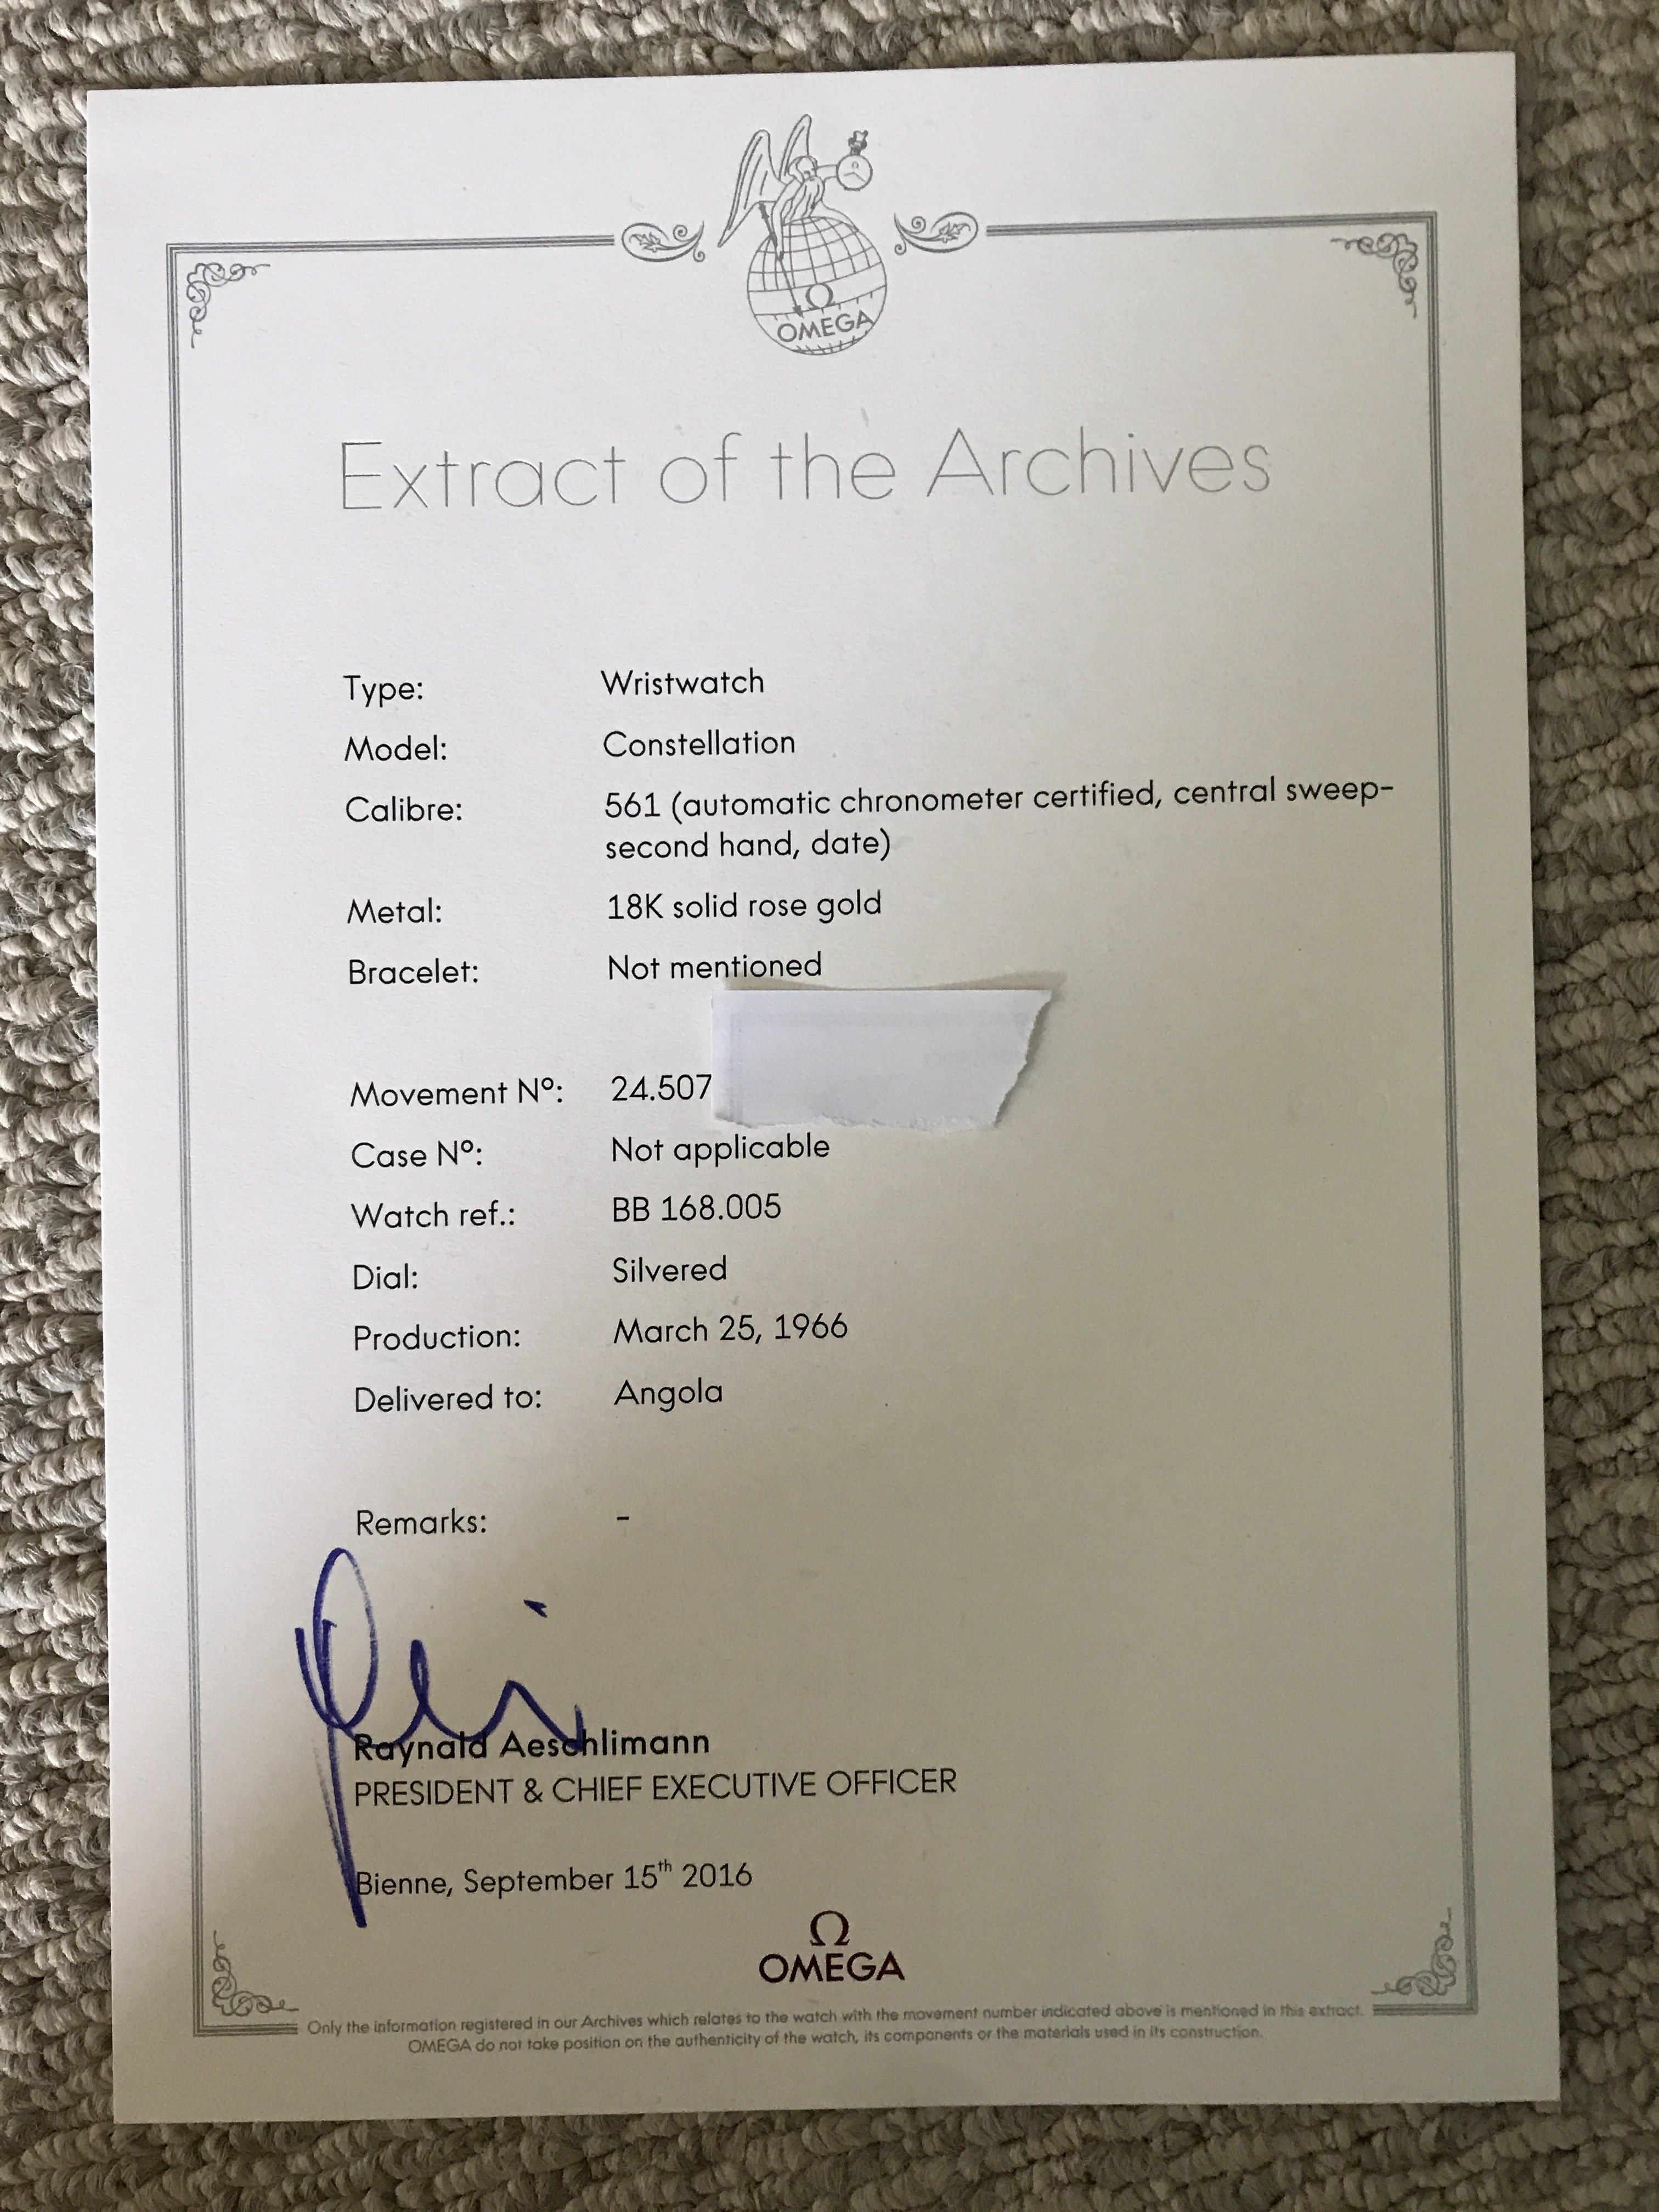 Ω
OMEGA
Extract of the Archives
Type: Wristwatch
Model: Constellation
Calibre: 561 (automatic chronometer certified, central sweep-
second hand, date)
Metal: 18K solid rose gold
Bracelet: Not mentioned
Movement Nº: 24.507
Case Nº: Not applicable
Watch ref.: BB 168.005
Dial: Silvered
Production: March 25, 1966
Delivered to: Angola
Remarks: -
Raynald Aeschlimann
PRESIDENT & CHIEF EXECUTIVE OFFICER
Bienne, September 15th 2016
Ω
OMEGA
Only the information registered in our Archives which relates to the watch with the movement number indicated above is mentioned in this extract.
OMEGA do not take position on the authenticity of the watch, its components or the materials used in its construction.